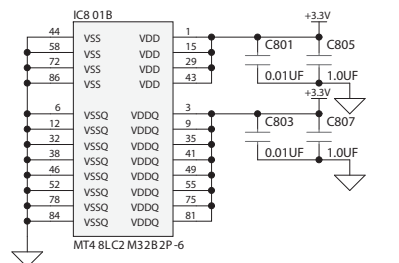 IC8 01B
+3.3V
44 VSS VDD 1
C801 C805
58 VSS VDD 15
72 VSS VDD 29
86 VSS VDD 43
0.01UF 1.0UF
+3.3V
6 VSSQ VDDQ 3
12 VSSQ VDDQ 9
C803 C807
32 VSSQ VDDQ 35
38 VSSQ VDDQ 41
46 VSSQ VDDQ 49
0.01UF 1.0UF
52 VSSQ VDDQ 55
78 VSSQ VDDQ 75
84 VSSQ VDDQ 81
MT4 8LC2 M32B 2P -6